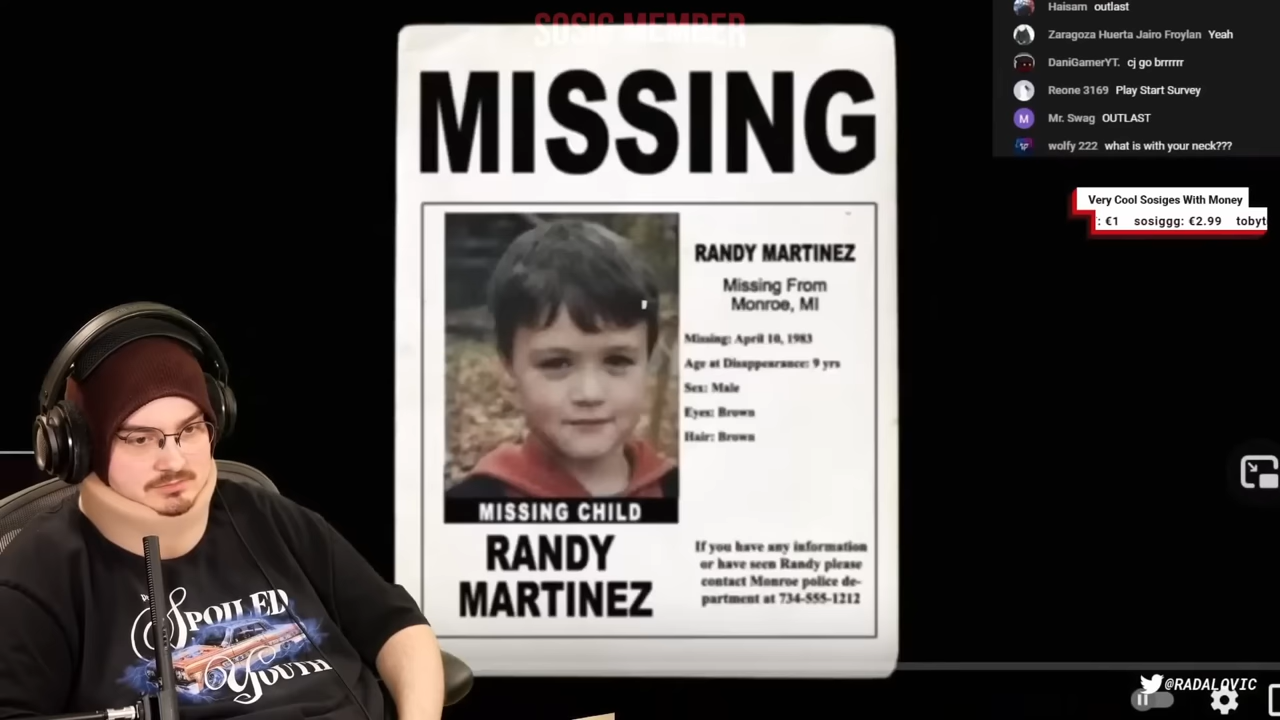 SOSIG MEMBER
MISSING
RANDY MARTINEZ
Missing From
Monroe, MI
Missing: April 10, 1983
Age at Disappearance: 9 yrs
Sex: Male
Eyes: Brown
Hair: Brown
MISSING CHILD
RANDY
MARTINEZ
If you have any information
or have seen Randy please
contact Monroe police de-
partment at 734-555-1212
Haisam outlast
Zaragoza Huerta Jairo Froylan Yeah
DaniGamerYT. cj go brrrrrr
Reone 3169 Play Start Survey
M Mr. Swag OUTLAST
wolfy 222 what is with your neck???
Very Cool Sosiges With Money
: €1 sosiggg: €2.99 tobyt
SPOILED
YOUTH
@RADALOVIC